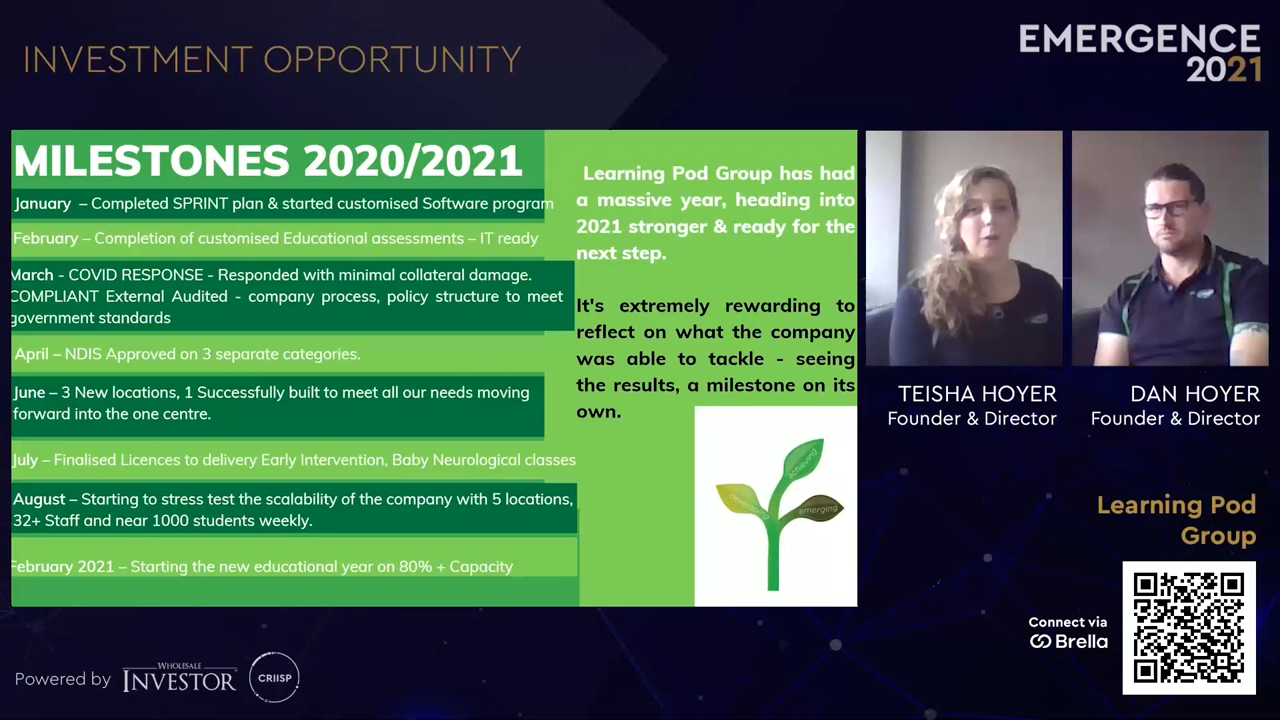 INVESTMENT OPPORTUNITY
EMERGENCE
2021
MILESTONES 2020/2021
January – Completed SPRINT plan & started customised Software program
February – Completion of customised Educational assessments – IT ready
March - COVID RESPONSE - Responded with minimal collateral damage.
COMPLIANT External Audited - company process, policy structure to meet
government standards
April – NDIS Approved on 3 separate categories.
June – 3 New locations, 1 Successfully built to meet all our needs moving
forward into the one centre.
July – Finalised Licences to delivery Early Intervention, Baby Neurological classes
August – Starting to stress test the scalability of the company with 5 locations,
32+ Staff and near 1000 students weekly.
February 2021 – Starting the new educational year on 80% + Capacity
Learning Pod Group has had
a massive year, heading into
2021 stronger & ready for the
next step.
It's extremely rewarding to
reflect on what the company
was able to tackle - seeing
the results, a milestone on its
own.
achieving
developing
emerging
TEISHA HOYER
Founder & Director
DAN HOYER
Founder & Director
Learning Pod
Group
Connect via
Brella
Powered by
WHOLESALE
INVESTOR
CRIISP